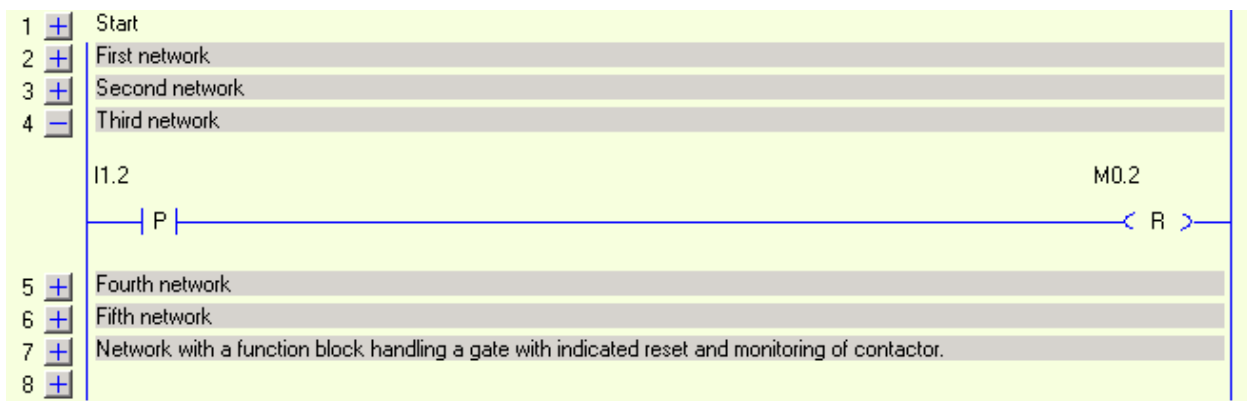 1 + Start
2 + First network
3 + Second network
4 − Third network
I1.2 M0.2
P R
5 + Fourth network
6 + Fifth network
7 + Network with a function block handling a gate with indicated reset and monitoring of contactor.
8 +